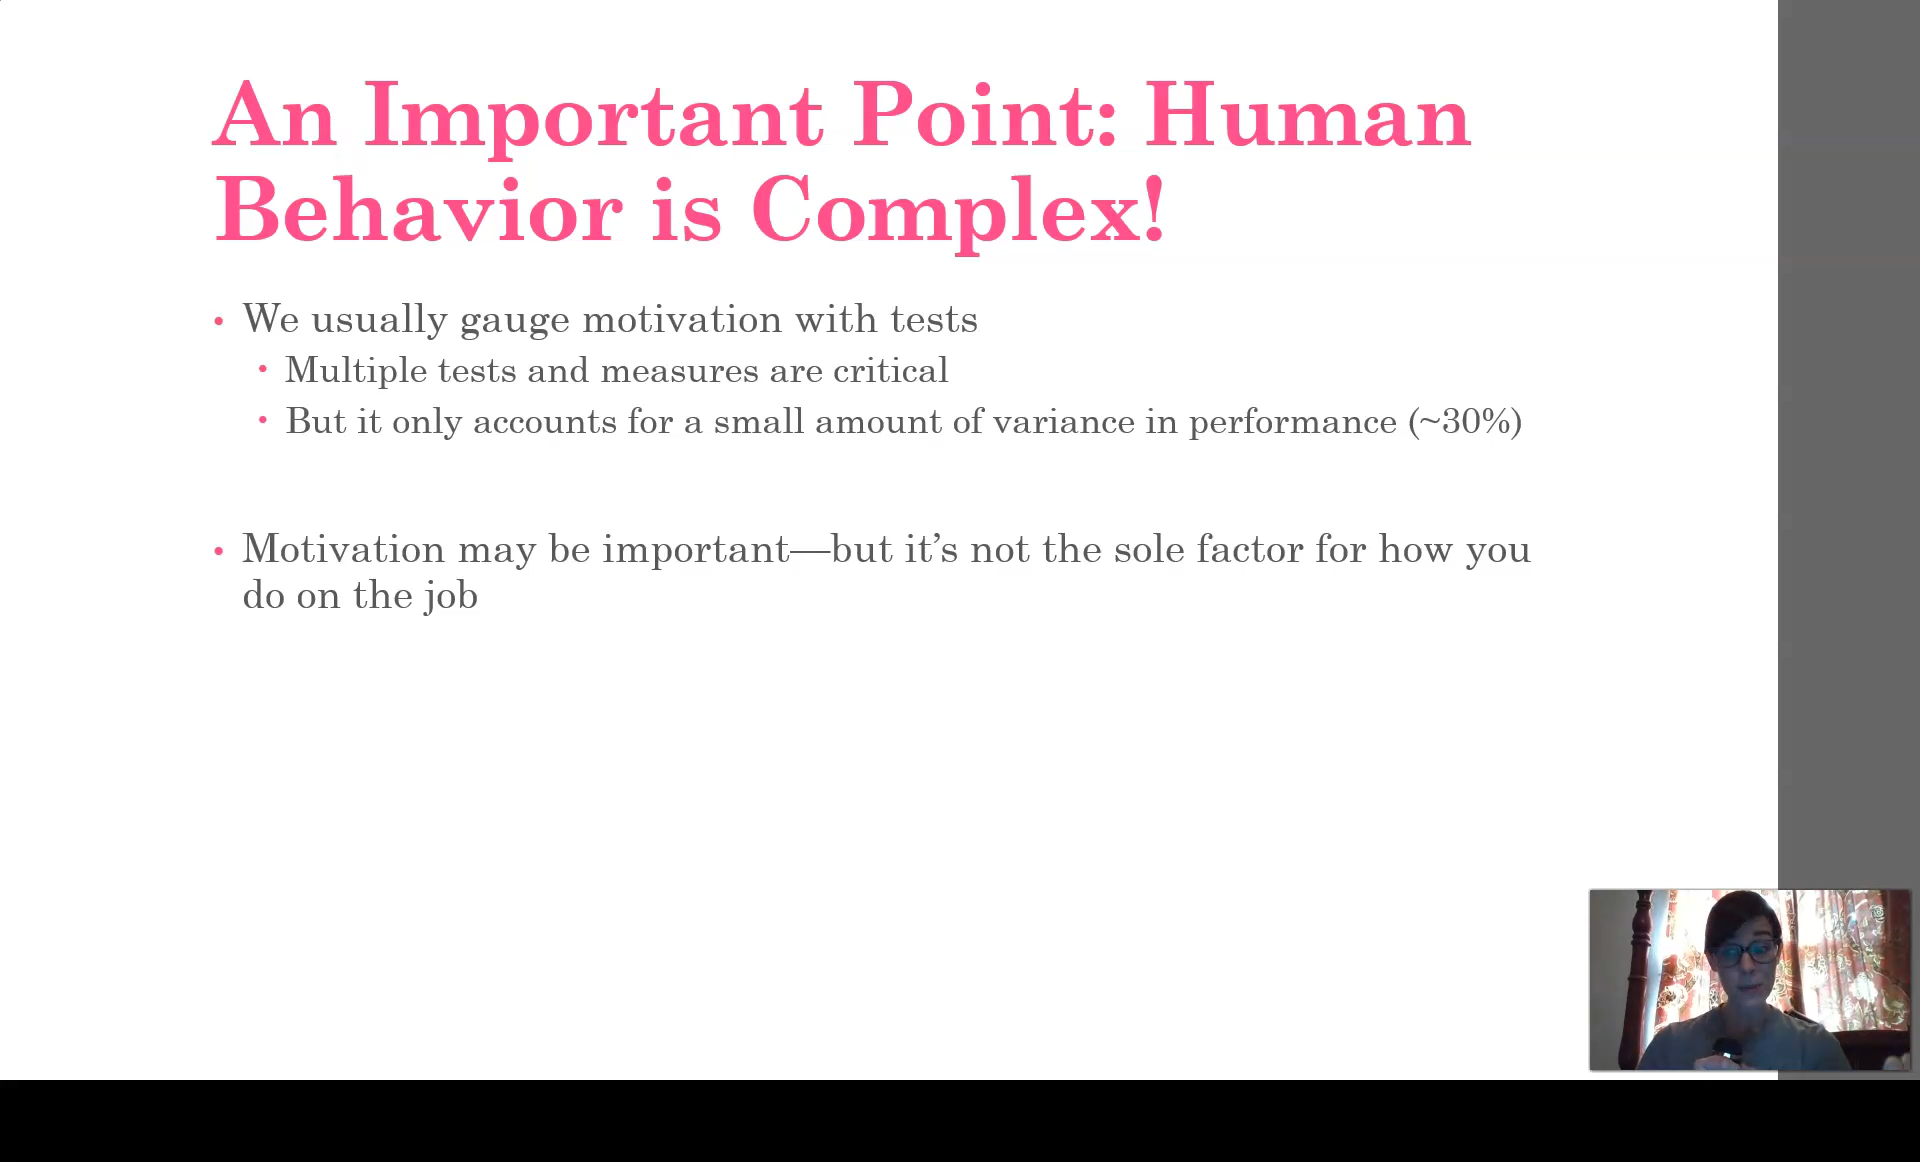 An Important Point: Human
Behavior is Complex!
• We usually gauge motivation with tests
• Multiple tests and measures are critical
• But it only accounts for a small amount of variance in performance (~30%)
• Motivation may be important—but it’s not the sole factor for how you
do on the job